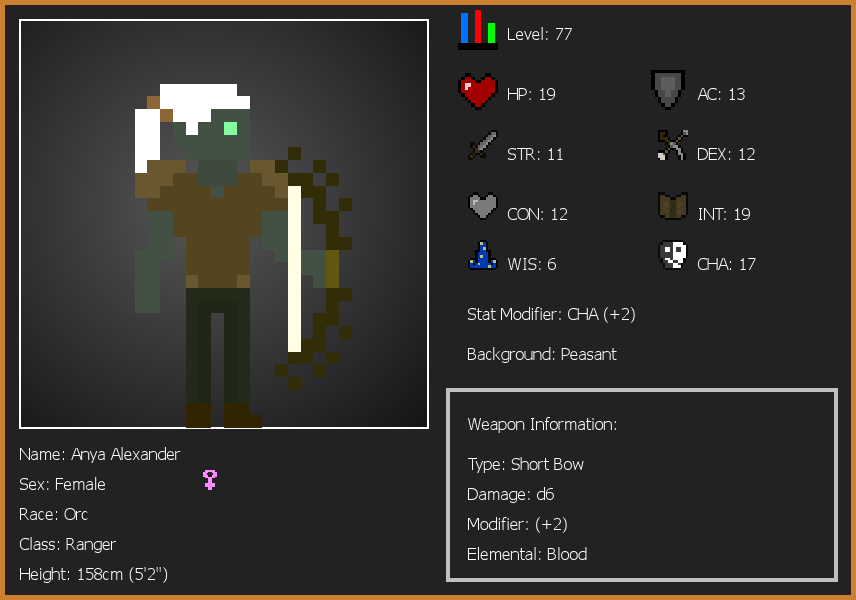 Level: 77
HP: 19
AC: 13
STR: 11
DEX: 12
CON: 12
INT: 19
WIS: 6
CHA: 17
Stat Modifier: CHA (+2)
Background: Peasant
Weapon Information:
Type: Short Bow
Damage: d6
Modifier: (+2)
Elemental: Blood
Name: Anya Alexander
Sex: Female
Race: Orc
Class: Ranger
Height: 158cm (5'2")